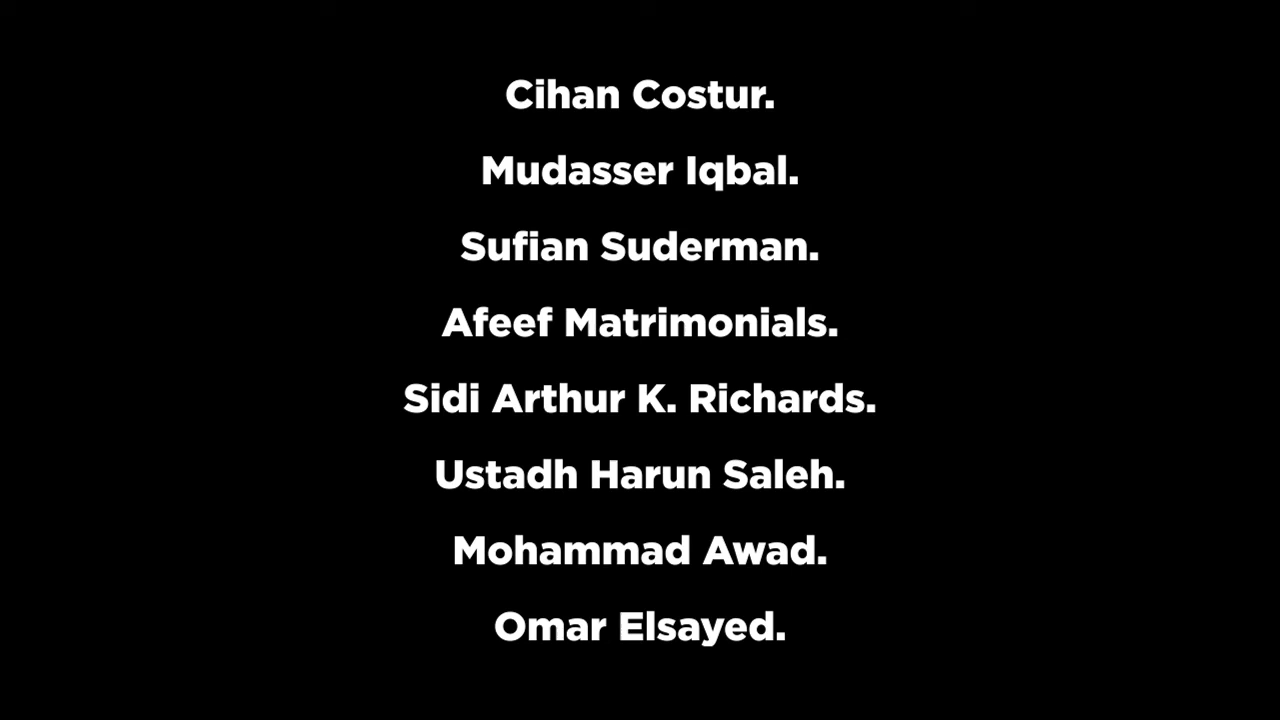 Cihan Costur.
Mudasser Iqbal.
Sufian Suderman.
Afeef Matrimonials.
Sidi Arthur K. Richards.
Ustadh Harun Saleh.
Mohammad Awad.
Omar Elsayed.